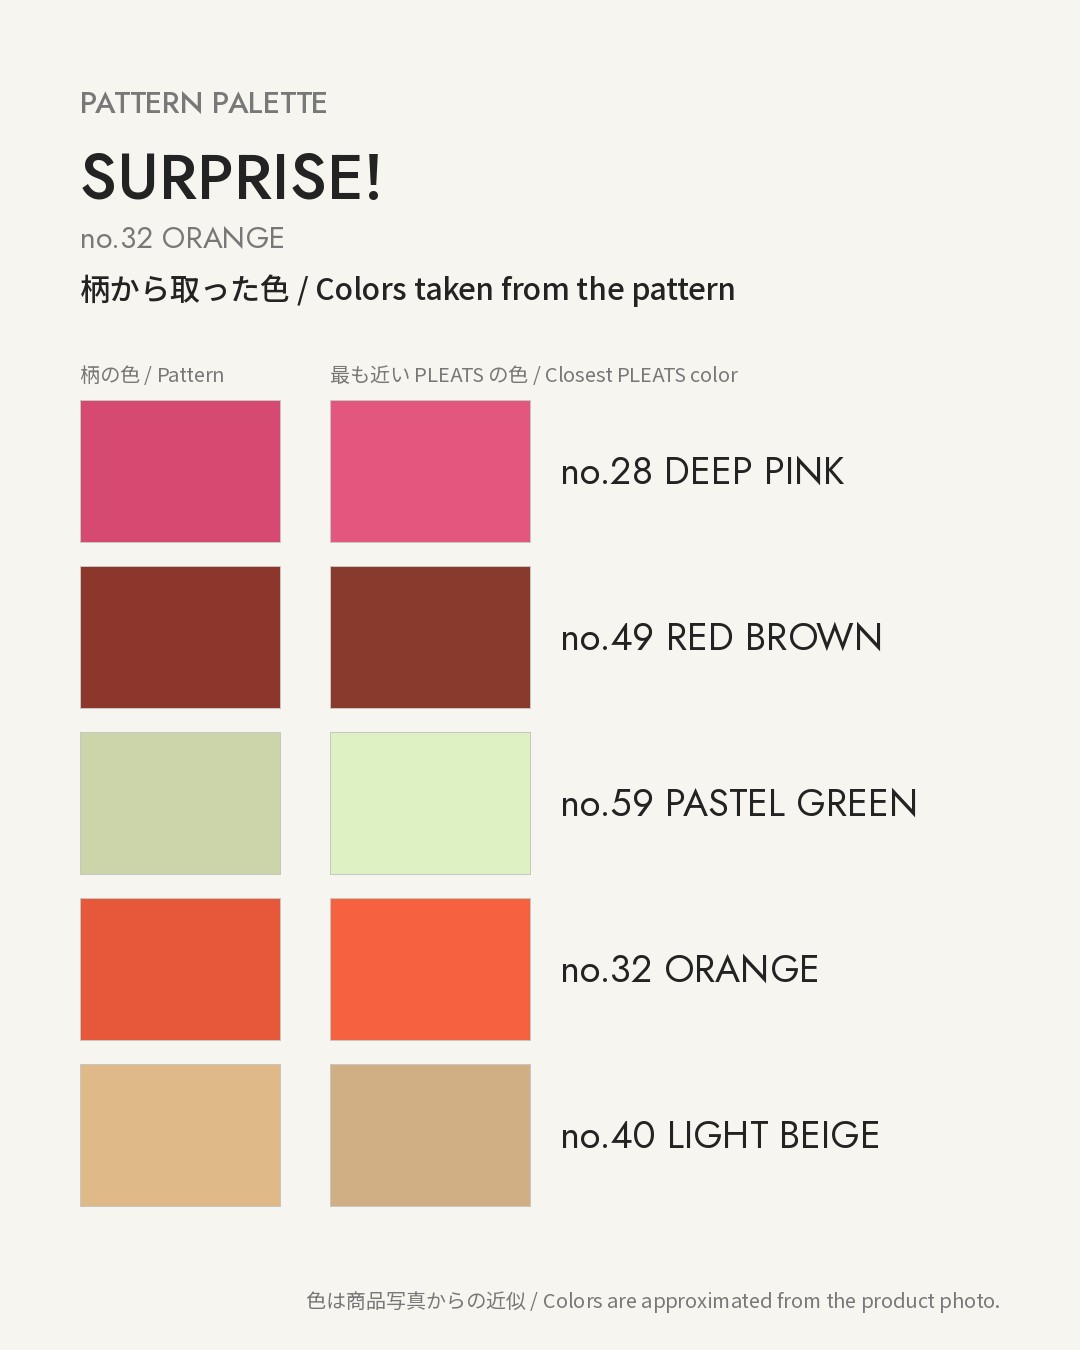 PATTERN PALETTE
SURPRISE!
no.32 ORANGE
柄から取った色 / Colors taken from the pattern
柄の色 / Pattern
最も近い PLEATS の色 / Closest PLEATS color
no.28 DEEP PINK
no.49 RED BROWN
no.59 PASTEL GREEN
no.32 ORANGE
no.40 LIGHT BEIGE
色は商品写真からの近似 / Colors are approximated from the product photo.